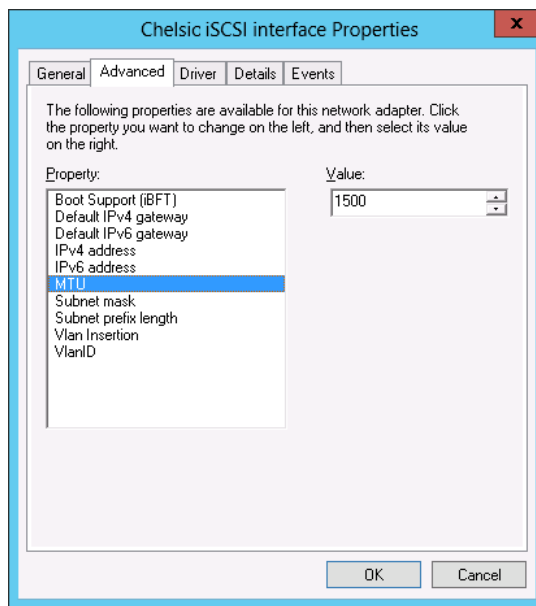 Chelsic iSCSI interface Properties
x
General Advanced Driver Details Events
The following properties are available for this network adapter. Click
the property you want to change on the left, and then select its value
on the right.
Property:
Value:
Boot Support (iBFT)
Default IPv4 gateway
Default IPv6 gateway
IPv4 address
IPv6 address
MTU
Subnet mask
Subnet prefix length
Vlan Insertion
VlanID
1500
OK
Cancel